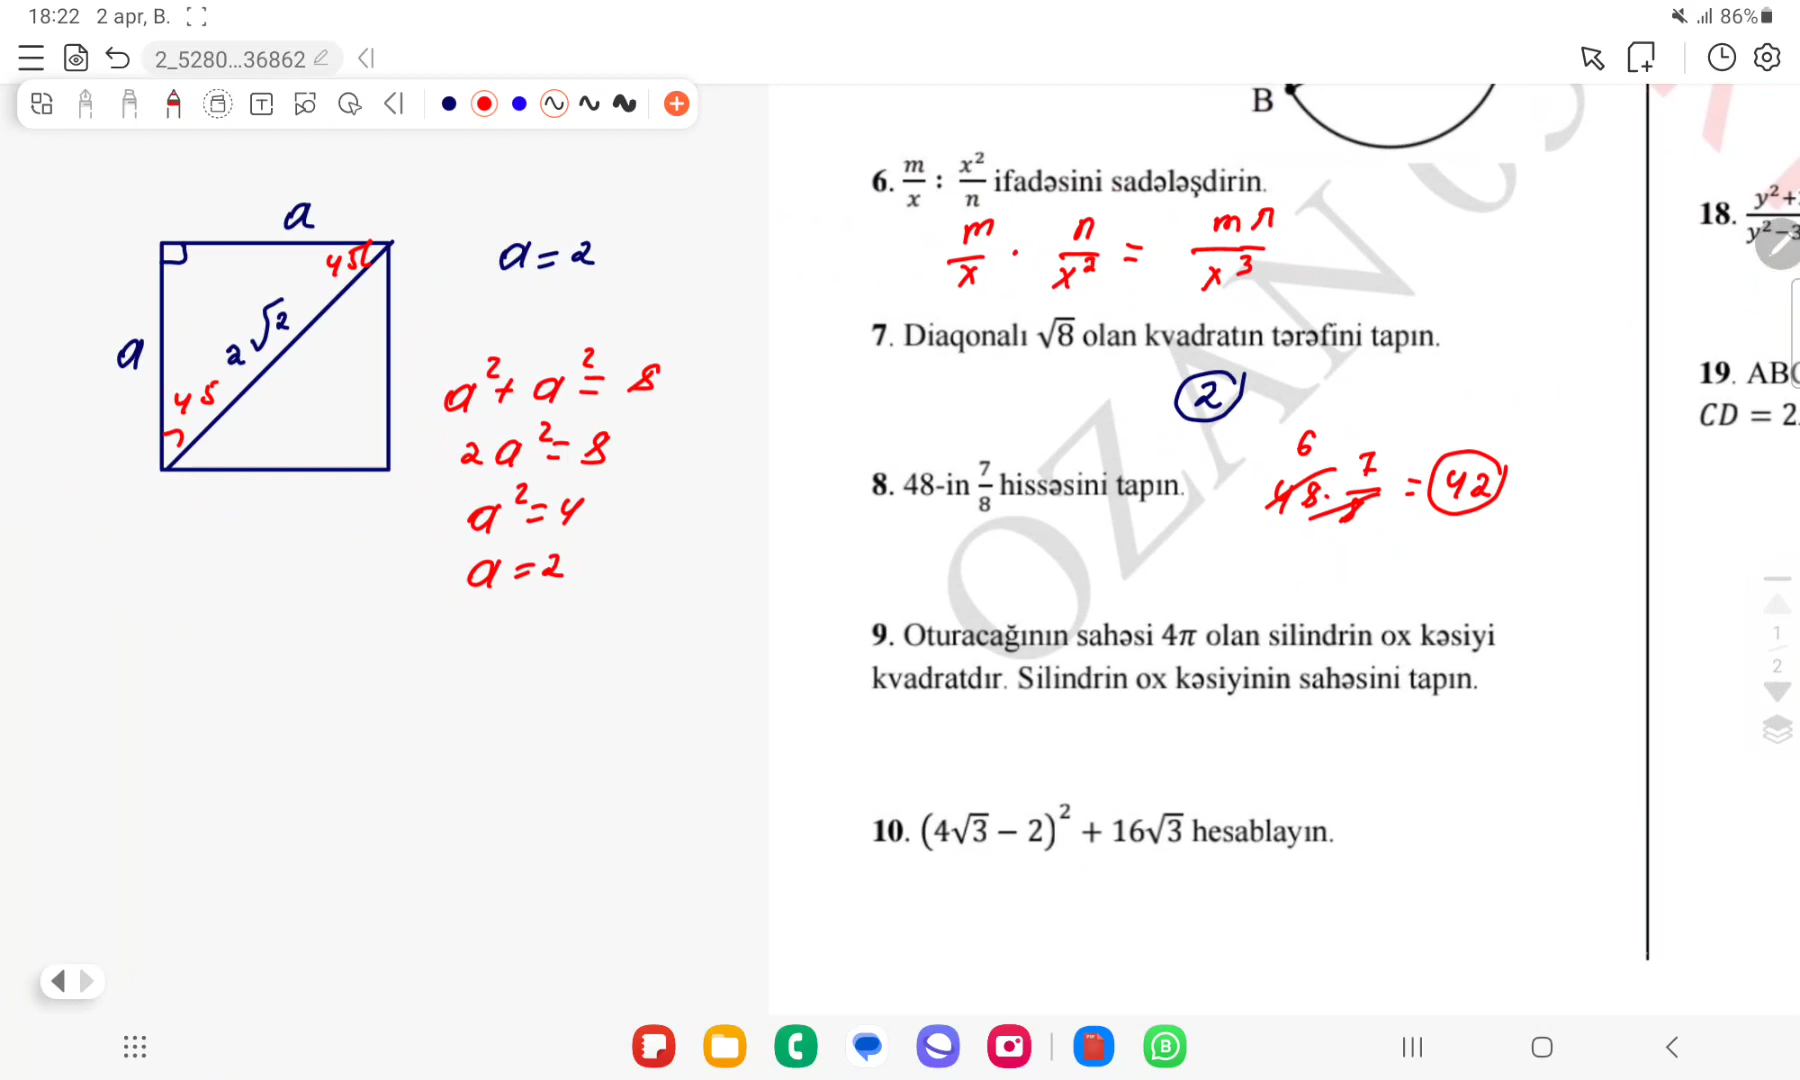 18:22 2 apr, B.
86%
2_5280...36862
B
6. m/x : x²/n ifadəsini sadələşdirin.
m/x · n/x² = mn/x³
7. Diaqonalı √8 olan kvadratın tərəfini tapın.
2
8. 48-in 7/8 hissəsini tapın.
6
48 · 7/8 = 42
9. Oturacağının sahəsi 4π olan silindrin ox kəsiyi
kvadratdır. Silindrin ox kəsiyinin sahəsini tapın.
10. (4√3 − 2)² + 16√3 hesablayın.
a
a
45
45
2√2
a = 2
a² + a² = 8
2a² = 8
a² = 4
a = 2
18. y²+
y²−3
19. AB
CD = 2
1
2
OZAN